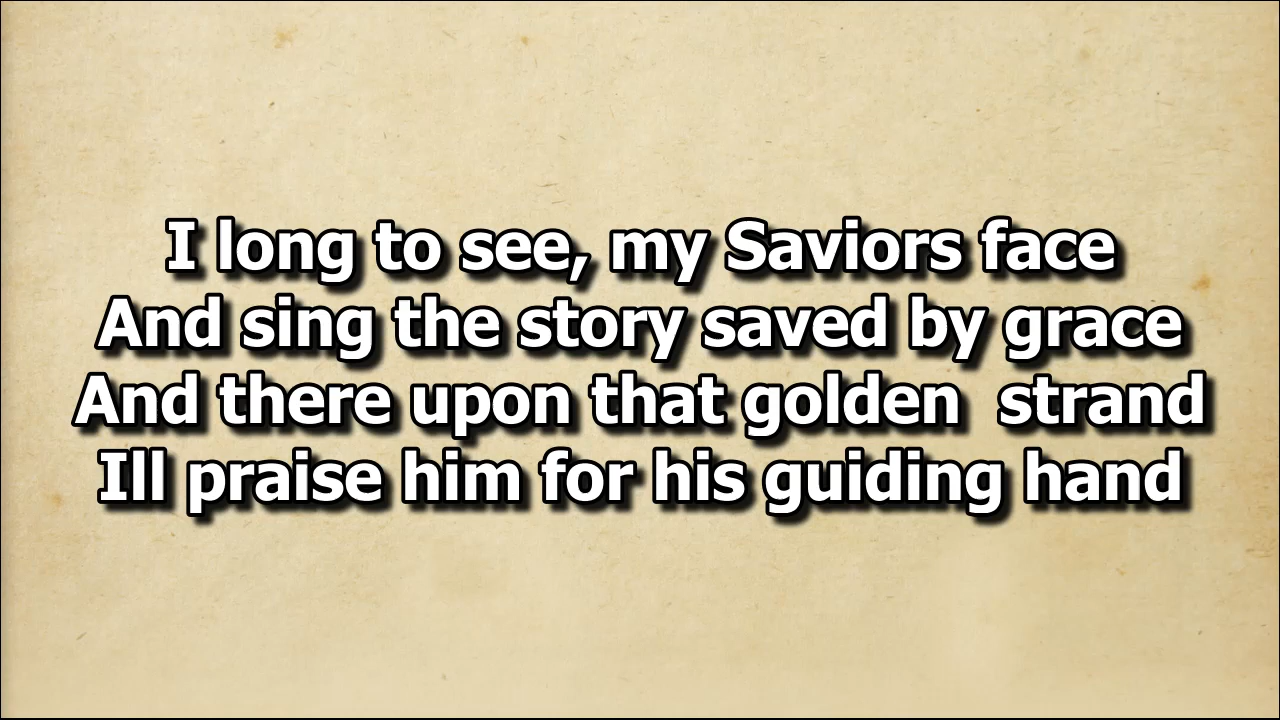 I long to see, my Saviors face
And sing the story saved by grace
And there upon that golden  strand
Ill praise him for his guiding hand